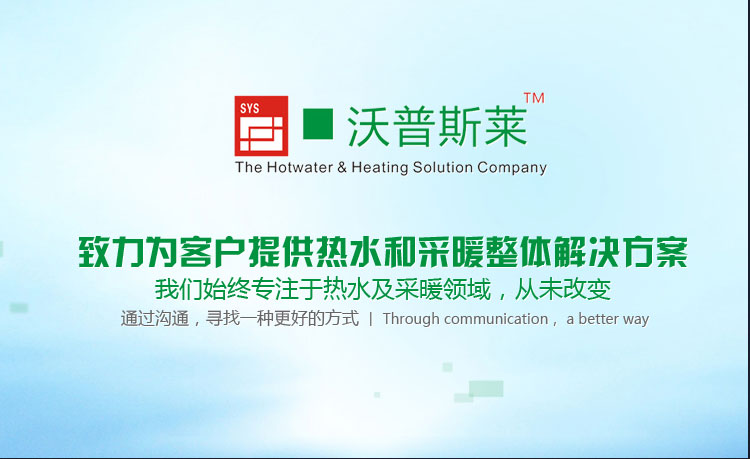 SYS
■沃普斯莱™
The Hotwater & Heating Solution Company
致力为客户提供热水和采暖整体解决方案
我们始终专注于热水及采暖领域，从未改变
通过沟通，寻找一种更好的方式 | Through communication， a better way